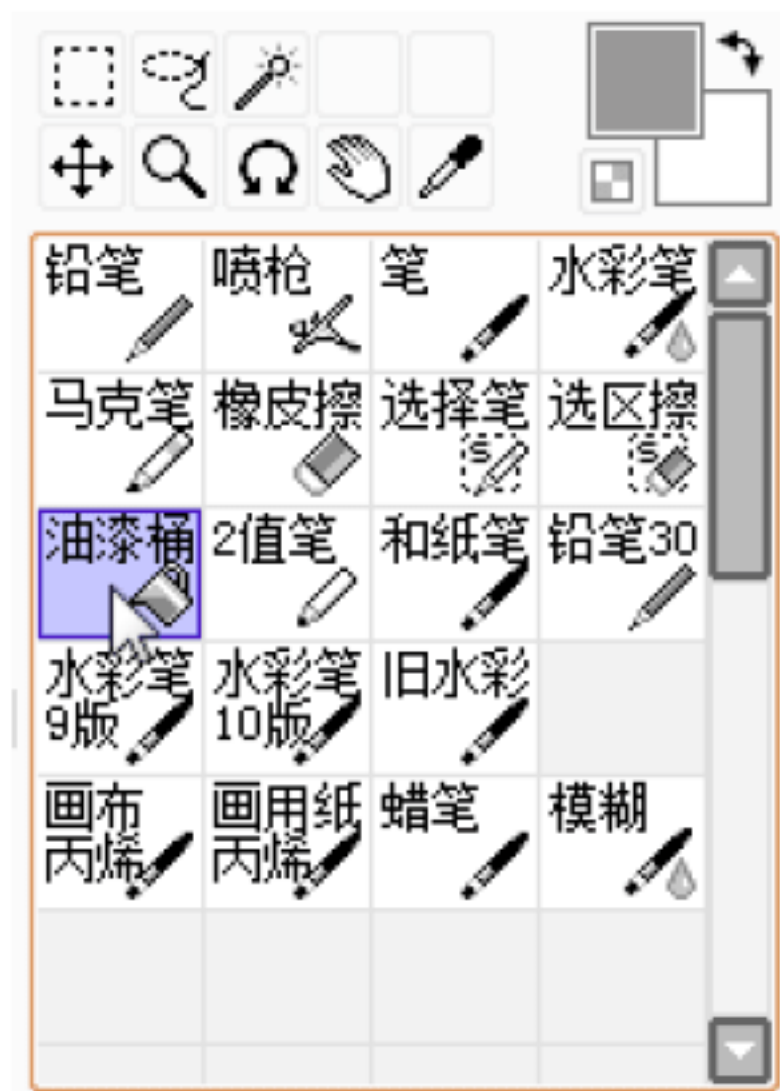 铅笔
喷枪
笔
水彩笔
马克笔
橡皮擦
选择笔
选区擦
油漆桶
2值笔
和纸笔
铅笔30
水彩笔
9版
水彩笔
10版
旧水彩
画布
丙烯
画用纸
丙烯
蜡笔
模糊